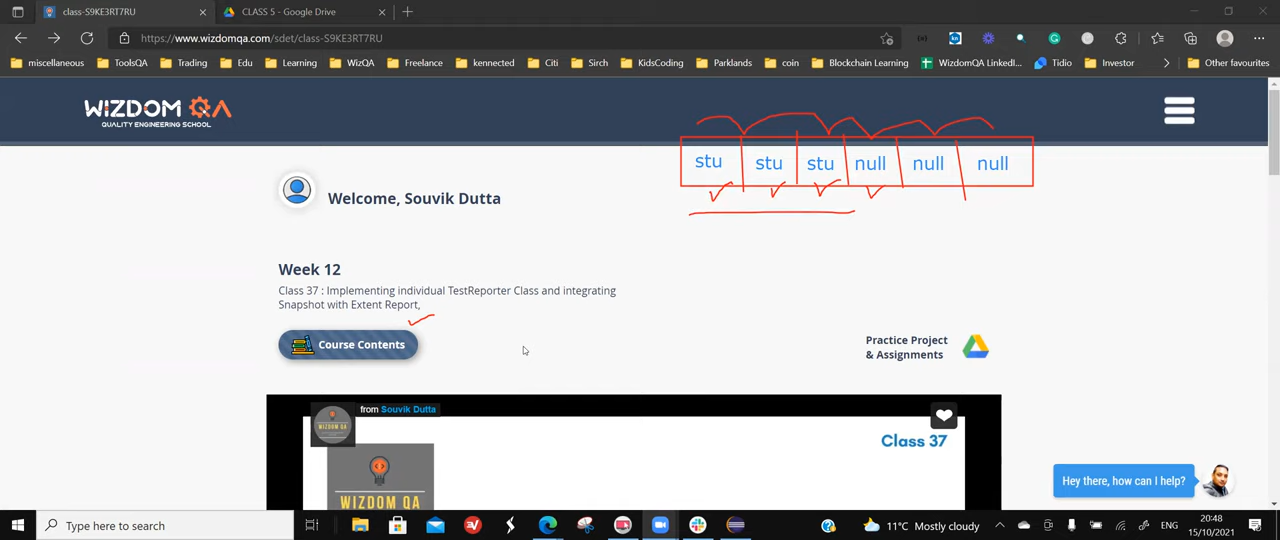 class-S9KE3RT7RU
CLASS 5 - Google Drive
https://www.wizdomqa.com/sdet/class-S9KE3RT7RU
miscellaneous ToolsQA Trading Edu Learning WizQA Freelance kennected Citi Sirch KidsCoding Parklands coin Blockchain Learning WizdomQA LinkedI... Tidio Investor Other favourites
WIZDOM QA
QUALITY ENGINEERING SCHOOL
stu stu stu null null null
Welcome, Souvik Dutta
Week 12
Class 37 : Implementing individual TestReporter Class and integrating
Snapshot with Extent Report,
Course Contents
Practice Project
& Assignments
from Souvik Dutta
Class 37
WIZDOM QA
Hey there, how can I help?
Type here to search
11°C Mostly cloudy
ENG
20:48
15/10/2021